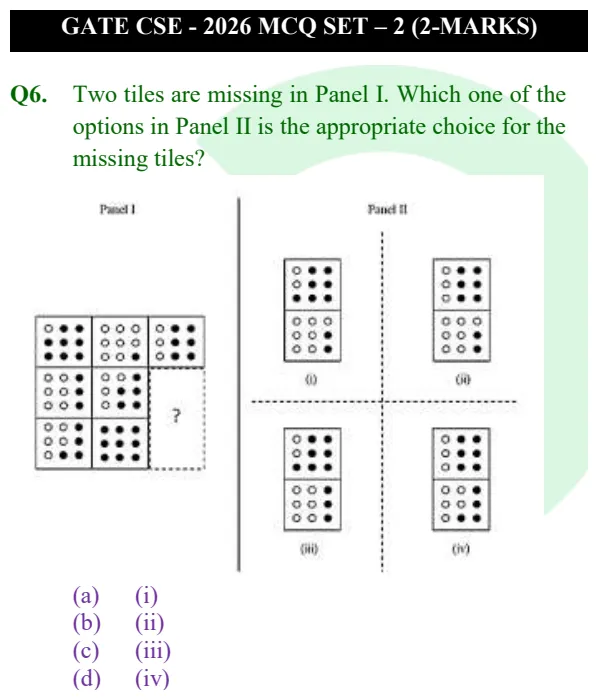 GATE CSE - 2026 MCQ SET – 2 (2-MARKS)
Q6. Two tiles are missing in Panel I. Which one of the
options in Panel II is the appropriate choice for the
missing tiles?
Panel I
Panel II
?
(i)
(ii)
(iii)
(iv)
(a) (i)
(b) (ii)
(c) (iii)
(d) (iv)